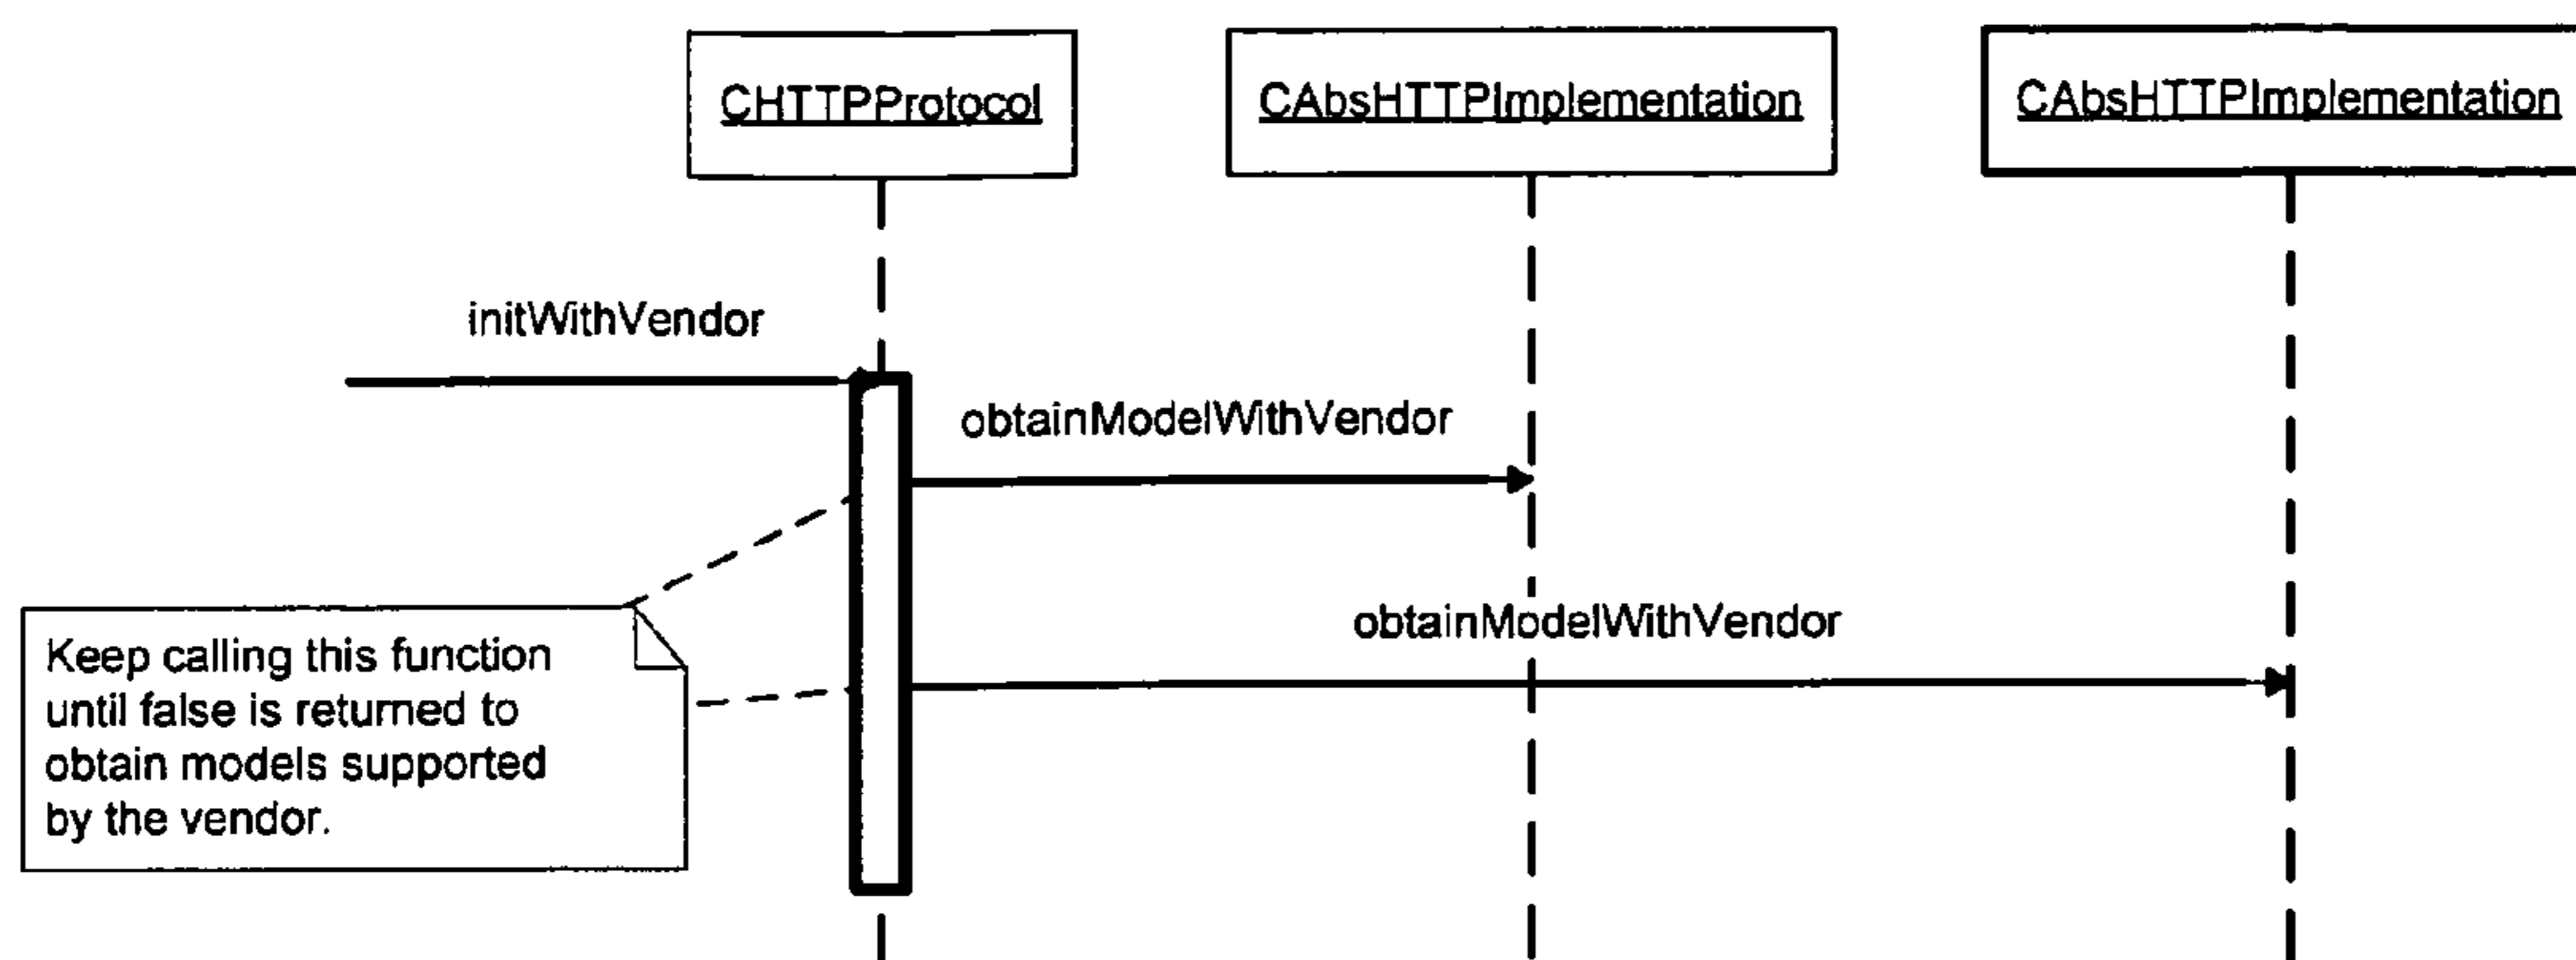 CHTTPProtocol
CAbsHTTPImplementation
CAbsHTTPImplementation
initWithVendor
obtainModelWithVendor
obtainModelWithVendor
Keep calling this function
until false is returned to
obtain models supported
by the vendor.